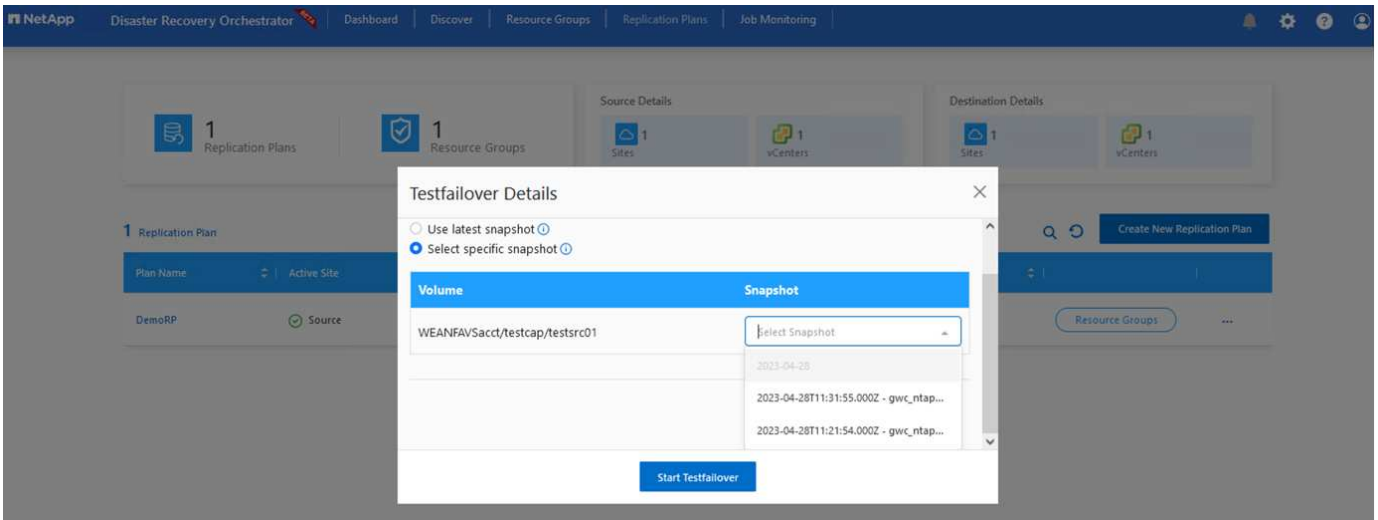 NetApp Disaster Recovery Orchestrator Dashboard Discover Resource Groups Replication Plans Job Monitoring
Source Details Destination Details
1 1 1 1 1 1
Replication Plans Resource Groups Sites vCenters Sites vCenters
Testfailover Details
Use latest snapshot
1 Replication Plan Create New Replication Plan
Select specific snapshot
Plan Name Active Site
Volume Snapshot
DemoRP Source WEANFAVSacct/testcap/testsrc01 Select Snapshot Resource Groups ...
2023-04-28
2023-04-28T11:31:55.000Z - gwc_ntap...
2023-04-28T11:21:54.000Z - gwc_ntap...
Start Testfailover